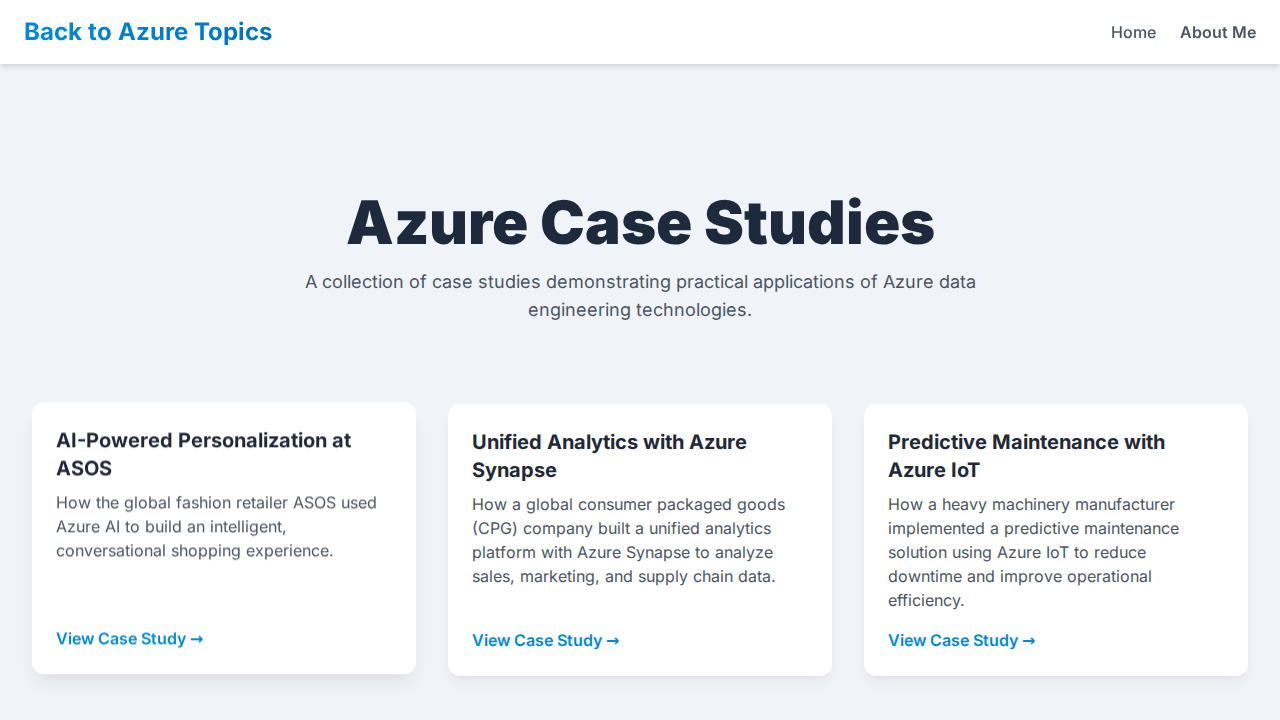 Back to Azure Topics
Home
About Me
Azure Case Studies
A collection of case studies demonstrating practical applications of Azure data
engineering technologies.
AI-Powered Personalization at
ASOS
How the global fashion retailer ASOS used
Azure AI to build an intelligent,
conversational shopping experience.
View Case Study →
Unified Analytics with Azure
Synapse
How a global consumer packaged goods
(CPG) company built a unified analytics
platform with Azure Synapse to analyze
sales, marketing, and supply chain data.
View Case Study →
Predictive Maintenance with
Azure IoT
How a heavy machinery manufacturer
implemented a predictive maintenance
solution using Azure IoT to reduce
downtime and improve operational
efficiency.
View Case Study →